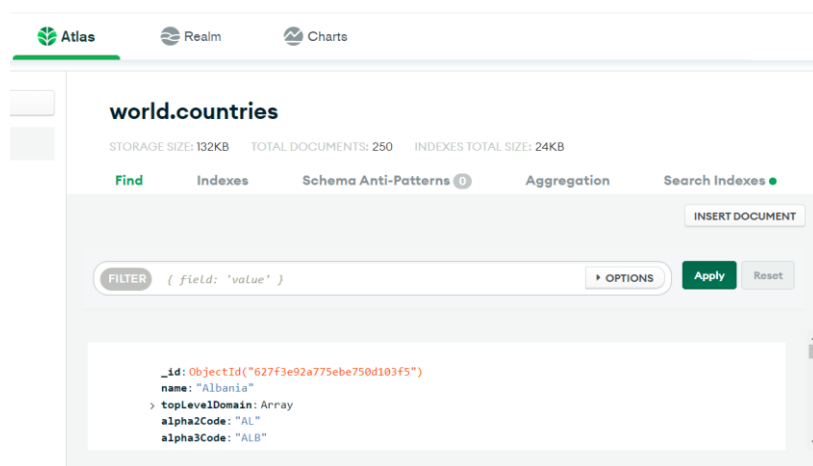 Atlas Realm Charts
world.countries
STORAGE SIZE: 132KB TOTAL DOCUMENTS: 250 INDEXES TOTAL SIZE: 24KB
Find Indexes Schema Anti-Patterns 0 Aggregation Search Indexes
INSERT DOCUMENT
FILTER { field: 'value' } OPTIONS Apply Reset
_id: ObjectId("627f3e92a775ebe750d103f5")
name: "Albania"
topLevelDomain: Array
alpha2Code: "AL"
alpha3Code: "ALB"